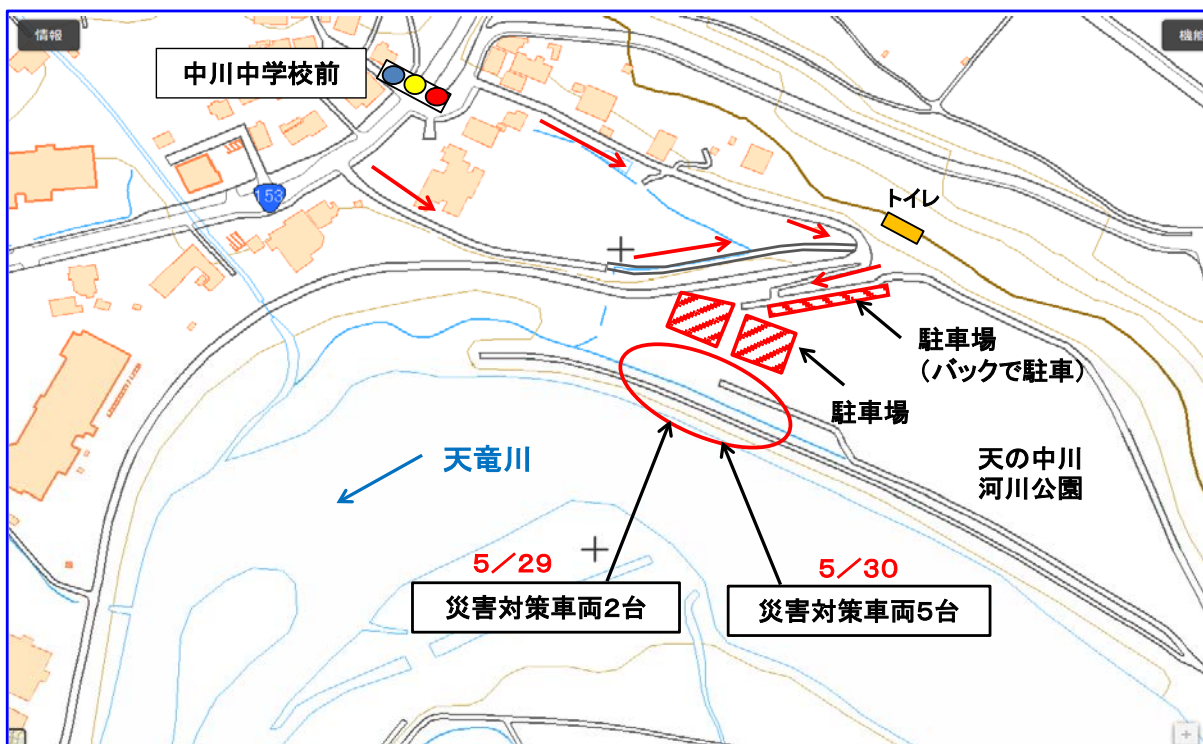 情報
機能
中川中学校前
153
トイレ
駐車場
(バックで駐車)
駐車場
天竜川
天の中川
河川公園
5/29
5/30
災害対策車両2台
災害対策車両5台